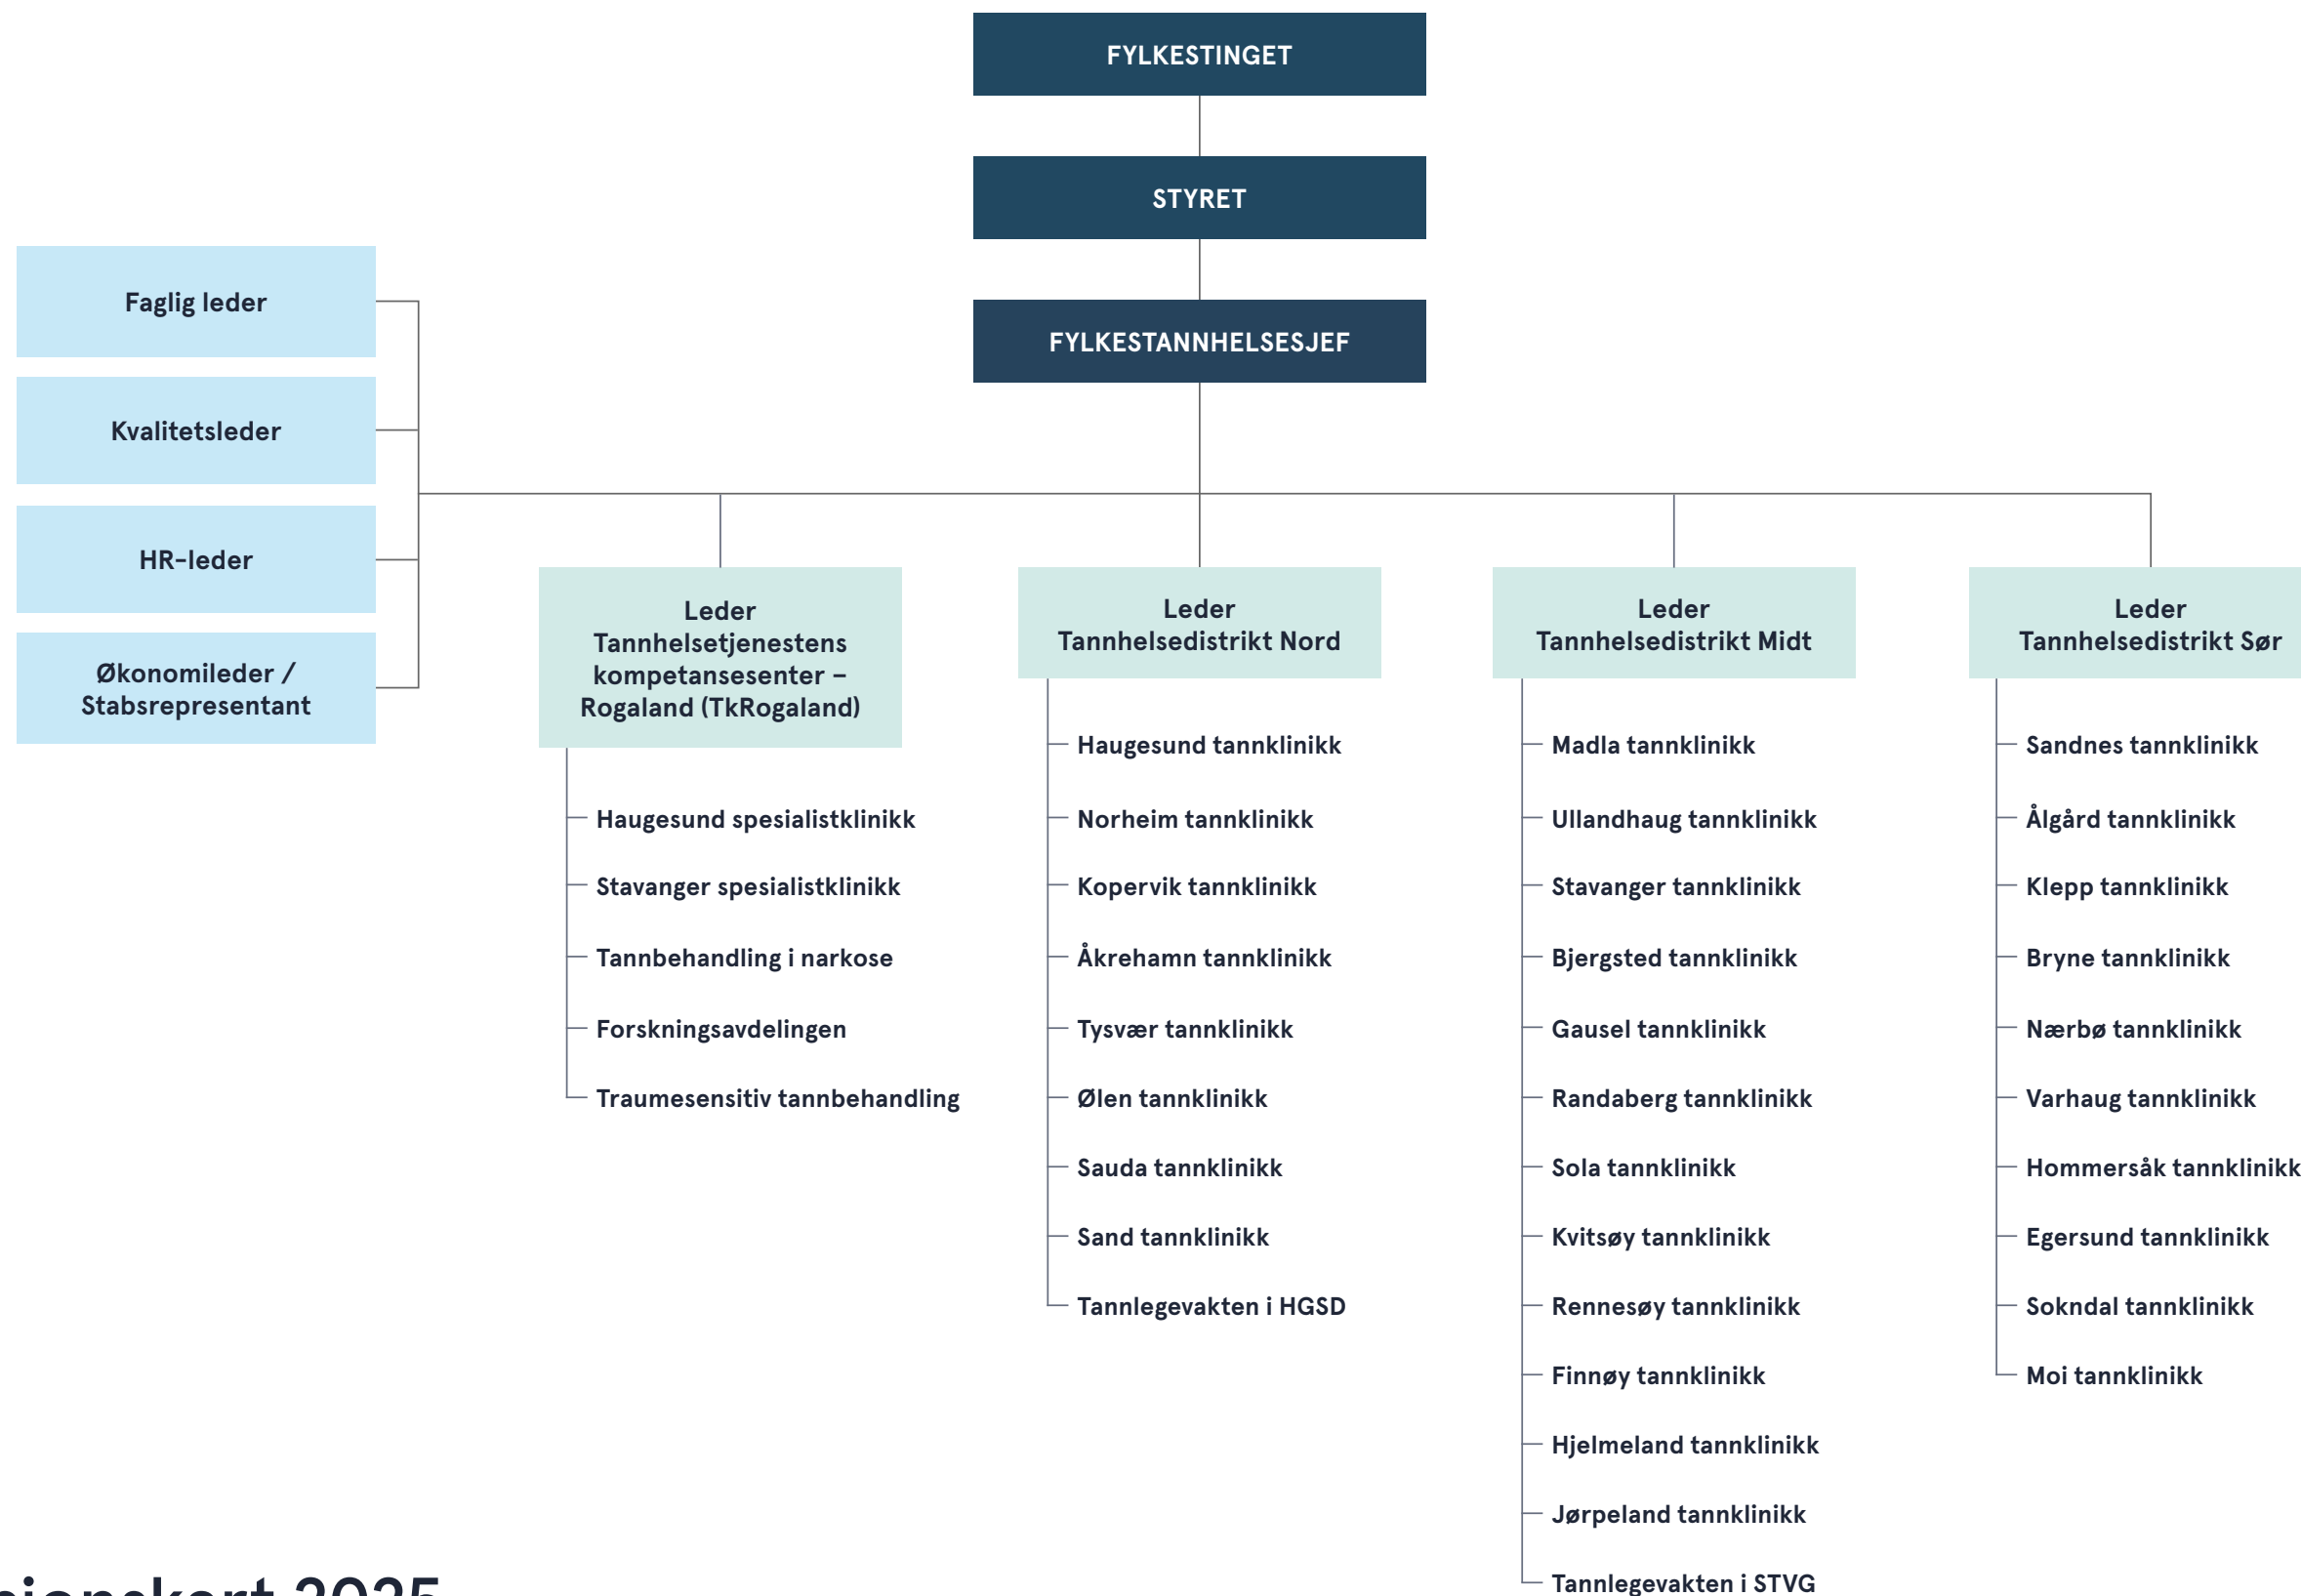 FYLKESTINGET
STYRET
FYLKESTANNHELSESJEF
Faglig leder
Kvalitetsleder
HR-leder
Økonomileder /
Stabsrepresentant
Leder
Tannhelsetjenestens
kompetansesenter –
Rogaland (TkRogaland)
Haugesund spesialistklinikk
Stavanger spesialistklinikk
Tannbehandling i narkose
Forskningsavdelingen
Traumesensitiv tannbehandling
Leder
Tannhelsedistrikt Nord
Haugesund tannklinikk
Norheim tannklinikk
Kopervik tannklinikk
Åkrehamn tannklinikk
Tysvær tannklinikk
Ølen tannklinikk
Sauda tannklinikk
Sand tannklinikk
Tannlegevakten i HGSD
Leder
Tannhelsedistrikt Midt
Madla tannklinikk
Ullandhaug tannklinikk
Stavanger tannklinikk
Bjergsted tannklinikk
Gausel tannklinikk
Randaberg tannklinikk
Sola tannklinikk
Kvitsøy tannklinikk
Rennesøy tannklinikk
Finnøy tannklinikk
Hjelmeland tannklinikk
Jørpeland tannklinikk
Tannlegevakten i STVG
Leder
Tannhelsedistrikt Sør
Sandnes tannklinikk
Ålgård tannklinikk
Klepp tannklinikk
Bryne tannklinikk
Nærbø tannklinikk
Varhaug tannklinikk
Hommersåk tannklinikk
Egersund tannklinikk
Sokndal tannklinikk
Moi tannklinikk